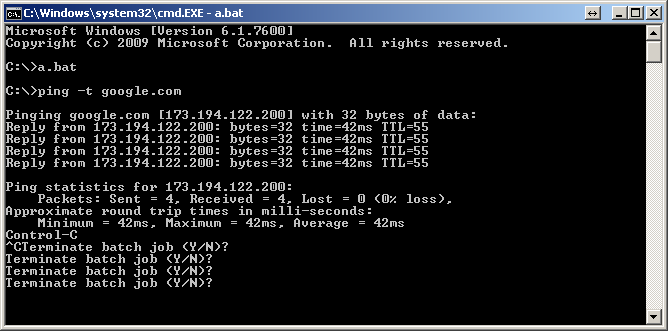 C:\Windows\system32\cmd.EXE - a.bat
Microsoft Windows [Version 6.1.7600]
Copyright (c) 2009 Microsoft Corporation.  All rights reserved.
C:\>a.bat
C:\>ping -t google.com
Pinging google.com [173.194.122.200] with 32 bytes of data:
Reply from 173.194.122.200: bytes=32 time=42ms TTL=55
Reply from 173.194.122.200: bytes=32 time=42ms TTL=55
Reply from 173.194.122.200: bytes=32 time=42ms TTL=55
Reply from 173.194.122.200: bytes=32 time=42ms TTL=55
Ping statistics for 173.194.122.200:
    Packets: Sent = 4, Received = 4, Lost = 0 (0% loss),
Approximate round trip times in milli-seconds:
    Minimum = 42ms, Maximum = 42ms, Average = 42ms
Control-C
^CTerminate batch job (Y/N)?
Terminate batch job (Y/N)?
Terminate batch job (Y/N)?
Terminate batch job (Y/N)?